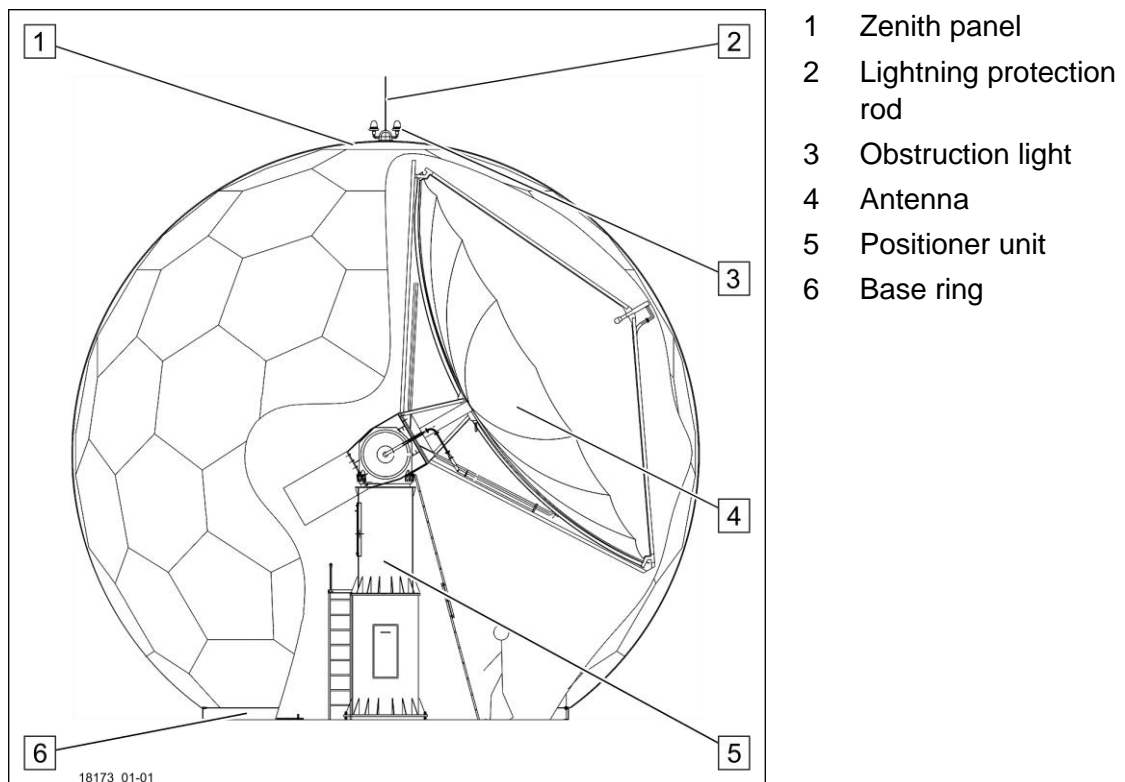 1
2
3
4
5
6
18173_01-01
1 Zenith panel
2 Lightning protection
rod
3 Obstruction light
4 Antenna
5 Positioner unit
6 Base ring